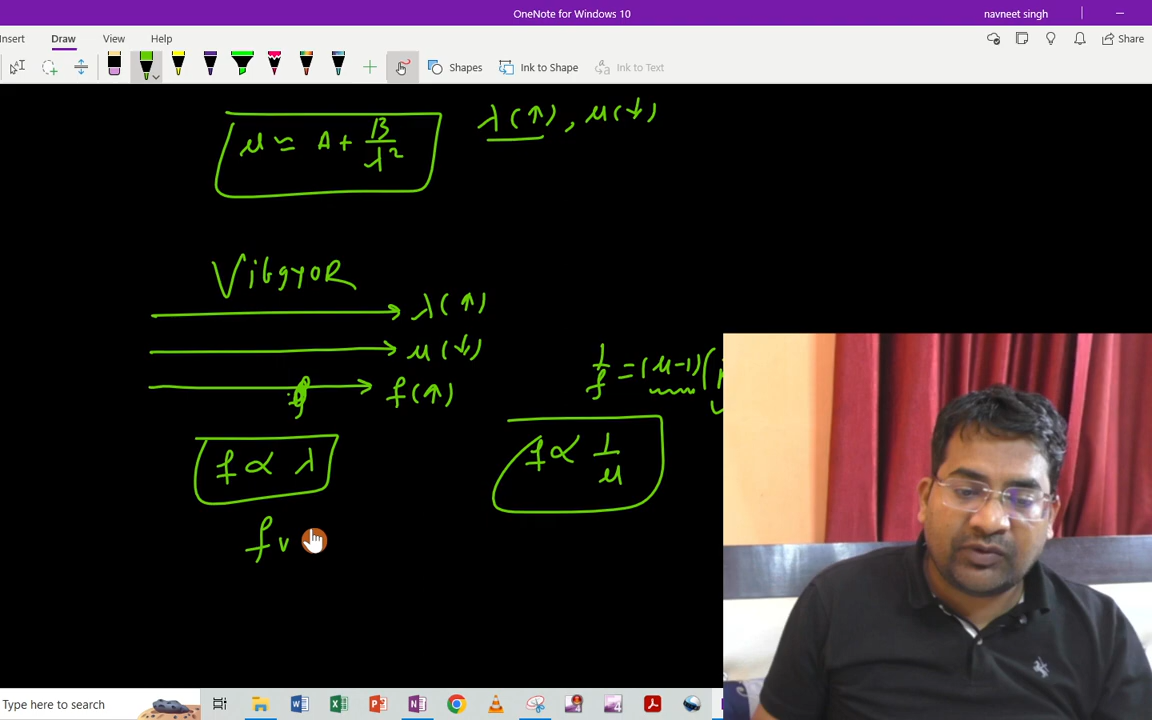 OneNote for Windows 10
navneet singh
Insert Draw View Help
Share
Shapes Ink to Shape Ink to Text
μ ≃ A + B/λ²
λ(↑), μ(↓)
VibgyoR
λ(↑)
μ(↓)
f(↑)
1/f = (μ-1)(
f ∝ λ
f ∝ 1/μ
fv
Type here to search